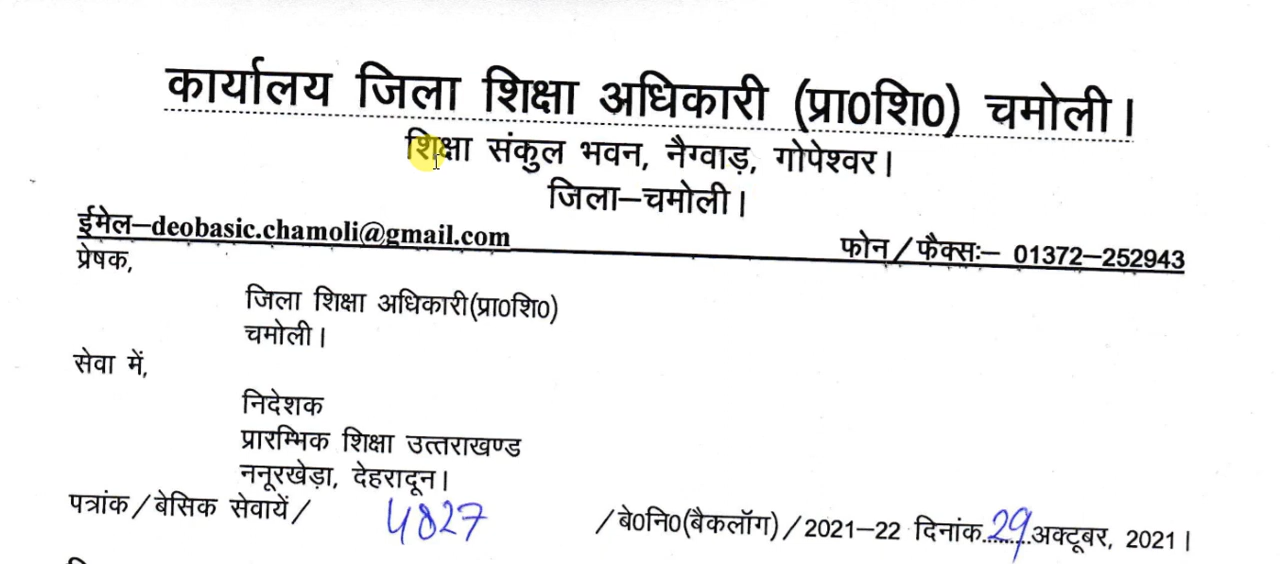 कार्यालय जिला शिक्षा अधिकारी (प्रा0शि0) चमोली।
शिक्षा संकुल भवन, नैग्वाड़, गोपेश्वर।
जिला–चमोली।
ईमेल–deobasic.chamoli@gmail.com फोन/फैक्सः– 01372–252943
प्रेषक,
जिला शिक्षा अधिकारी(प्रा0शि0)
चमोली।
सेवा में,
निदेशक
प्रारम्भिक शिक्षा उत्तराखण्ड
ननूरखेड़ा, देहरादून।
पत्रांक/बेसिक सेवायें/ 4827 /बे0नि0(बैकलॉग)/2021–22 दिनांक..29..अक्टूबर, 2021।